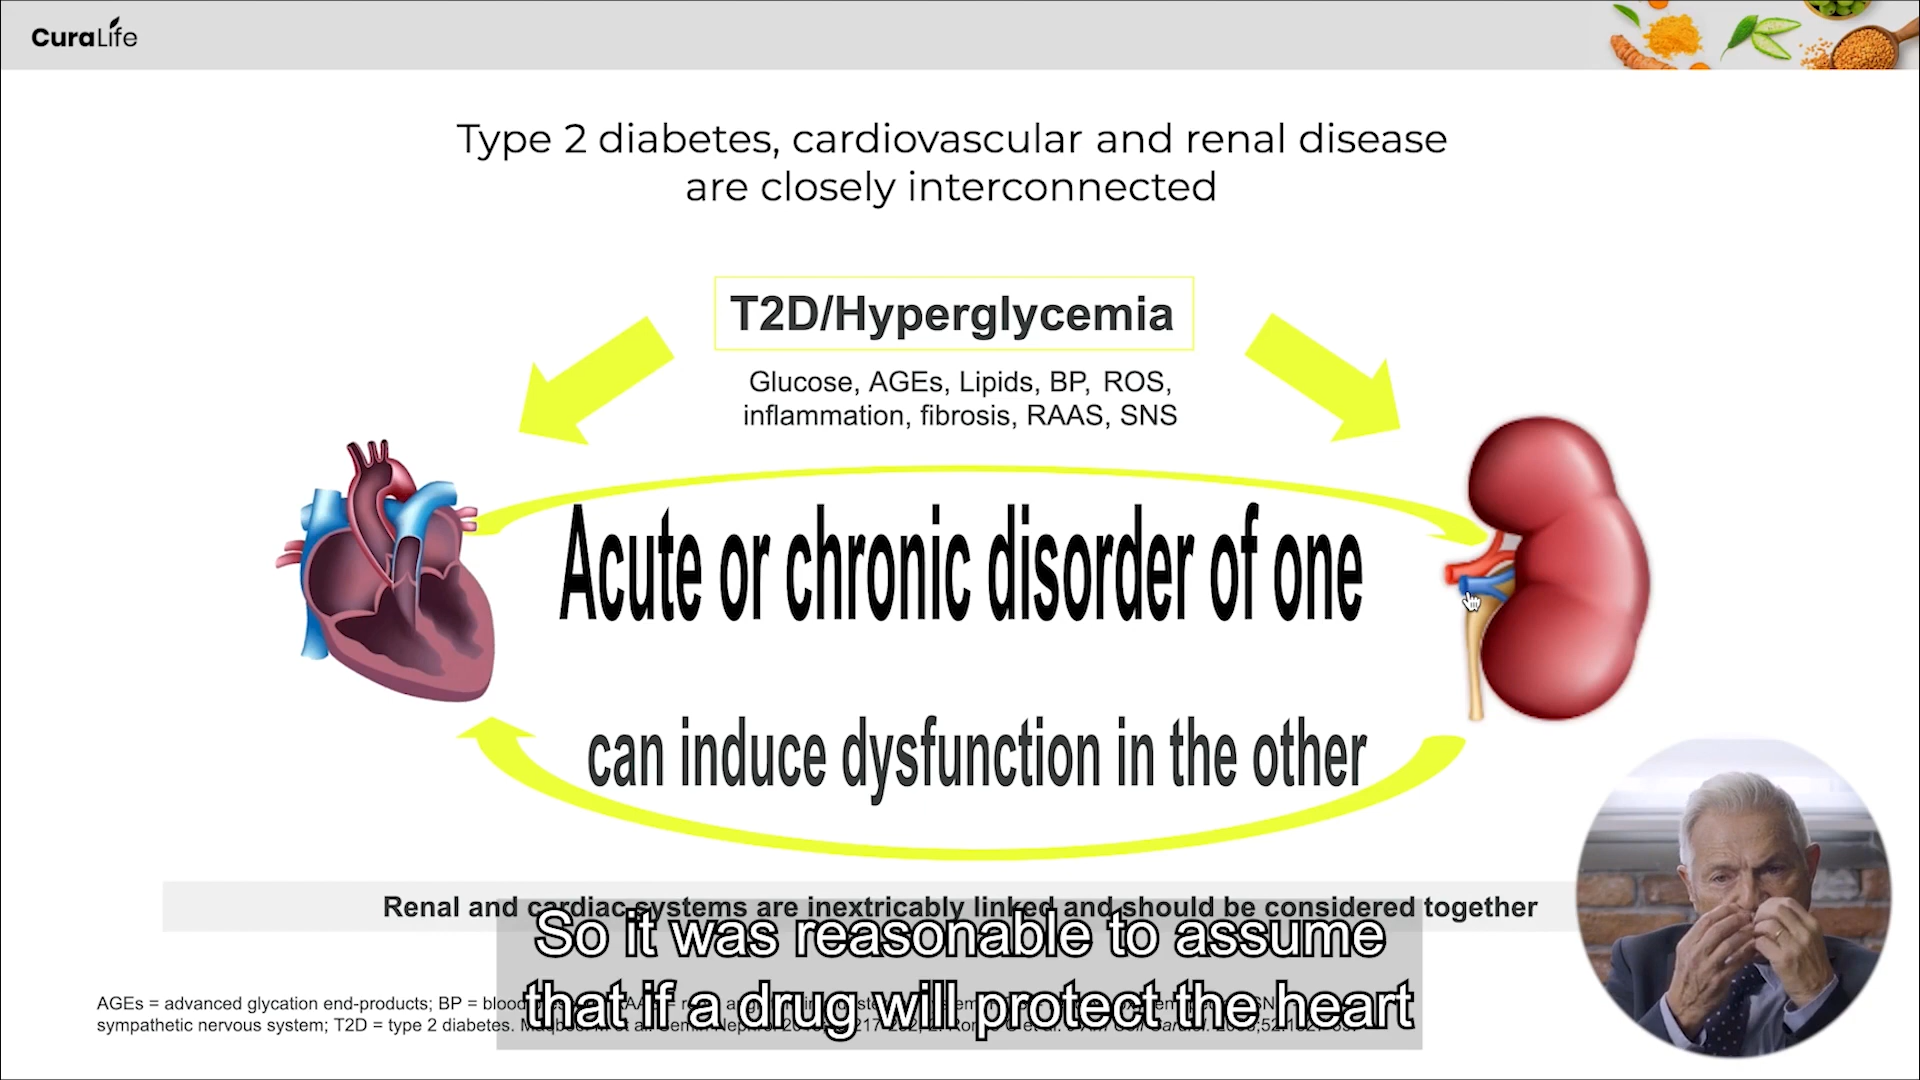 CuraLife
Type 2 diabetes, cardiovascular and renal disease
are closely interconnected
T2D/Hyperglycemia
Glucose, AGEs, Lipids, BP, ROS,
inflammation, fibrosis, RAAS, SNS
Acute or chronic disorder of one
can induce dysfunction in the other
Renal and cardiac systems are inextricably linked and should be considered together
So it was reasonable to assume
that if a drug will protect the heart
AGEs = advanced glycation end-products; BP = blood
sympathetic nervous system; T2D = type 2 diabetes.